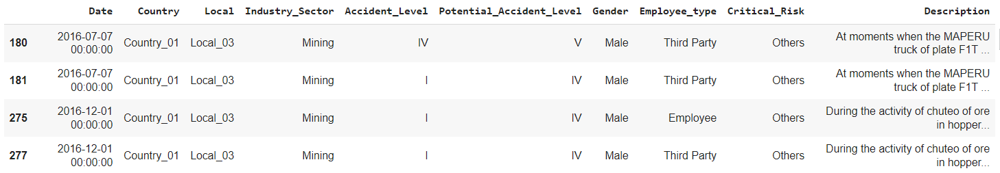 Date Country Local Industry_Sector Accident_Level Potential_Accident_Level Gender Employee_type Critical_Risk Description
180 2016-07-07 00:00:00 Country_01 Local_03 Mining IV V Male Third Party Others At moments when the MAPERU truck of plate F1T ...
181 2016-07-07 00:00:00 Country_01 Local_03 Mining I IV Male Third Party Others At moments when the MAPERU truck of plate F1T ...
275 2016-12-01 00:00:00 Country_01 Local_03 Mining I IV Male Employee Others During the activity of chuteo of ore in hopper...
277 2016-12-01 00:00:00 Country_01 Local_03 Mining I IV Male Third Party Others During the activity of chuteo of ore in hopper...